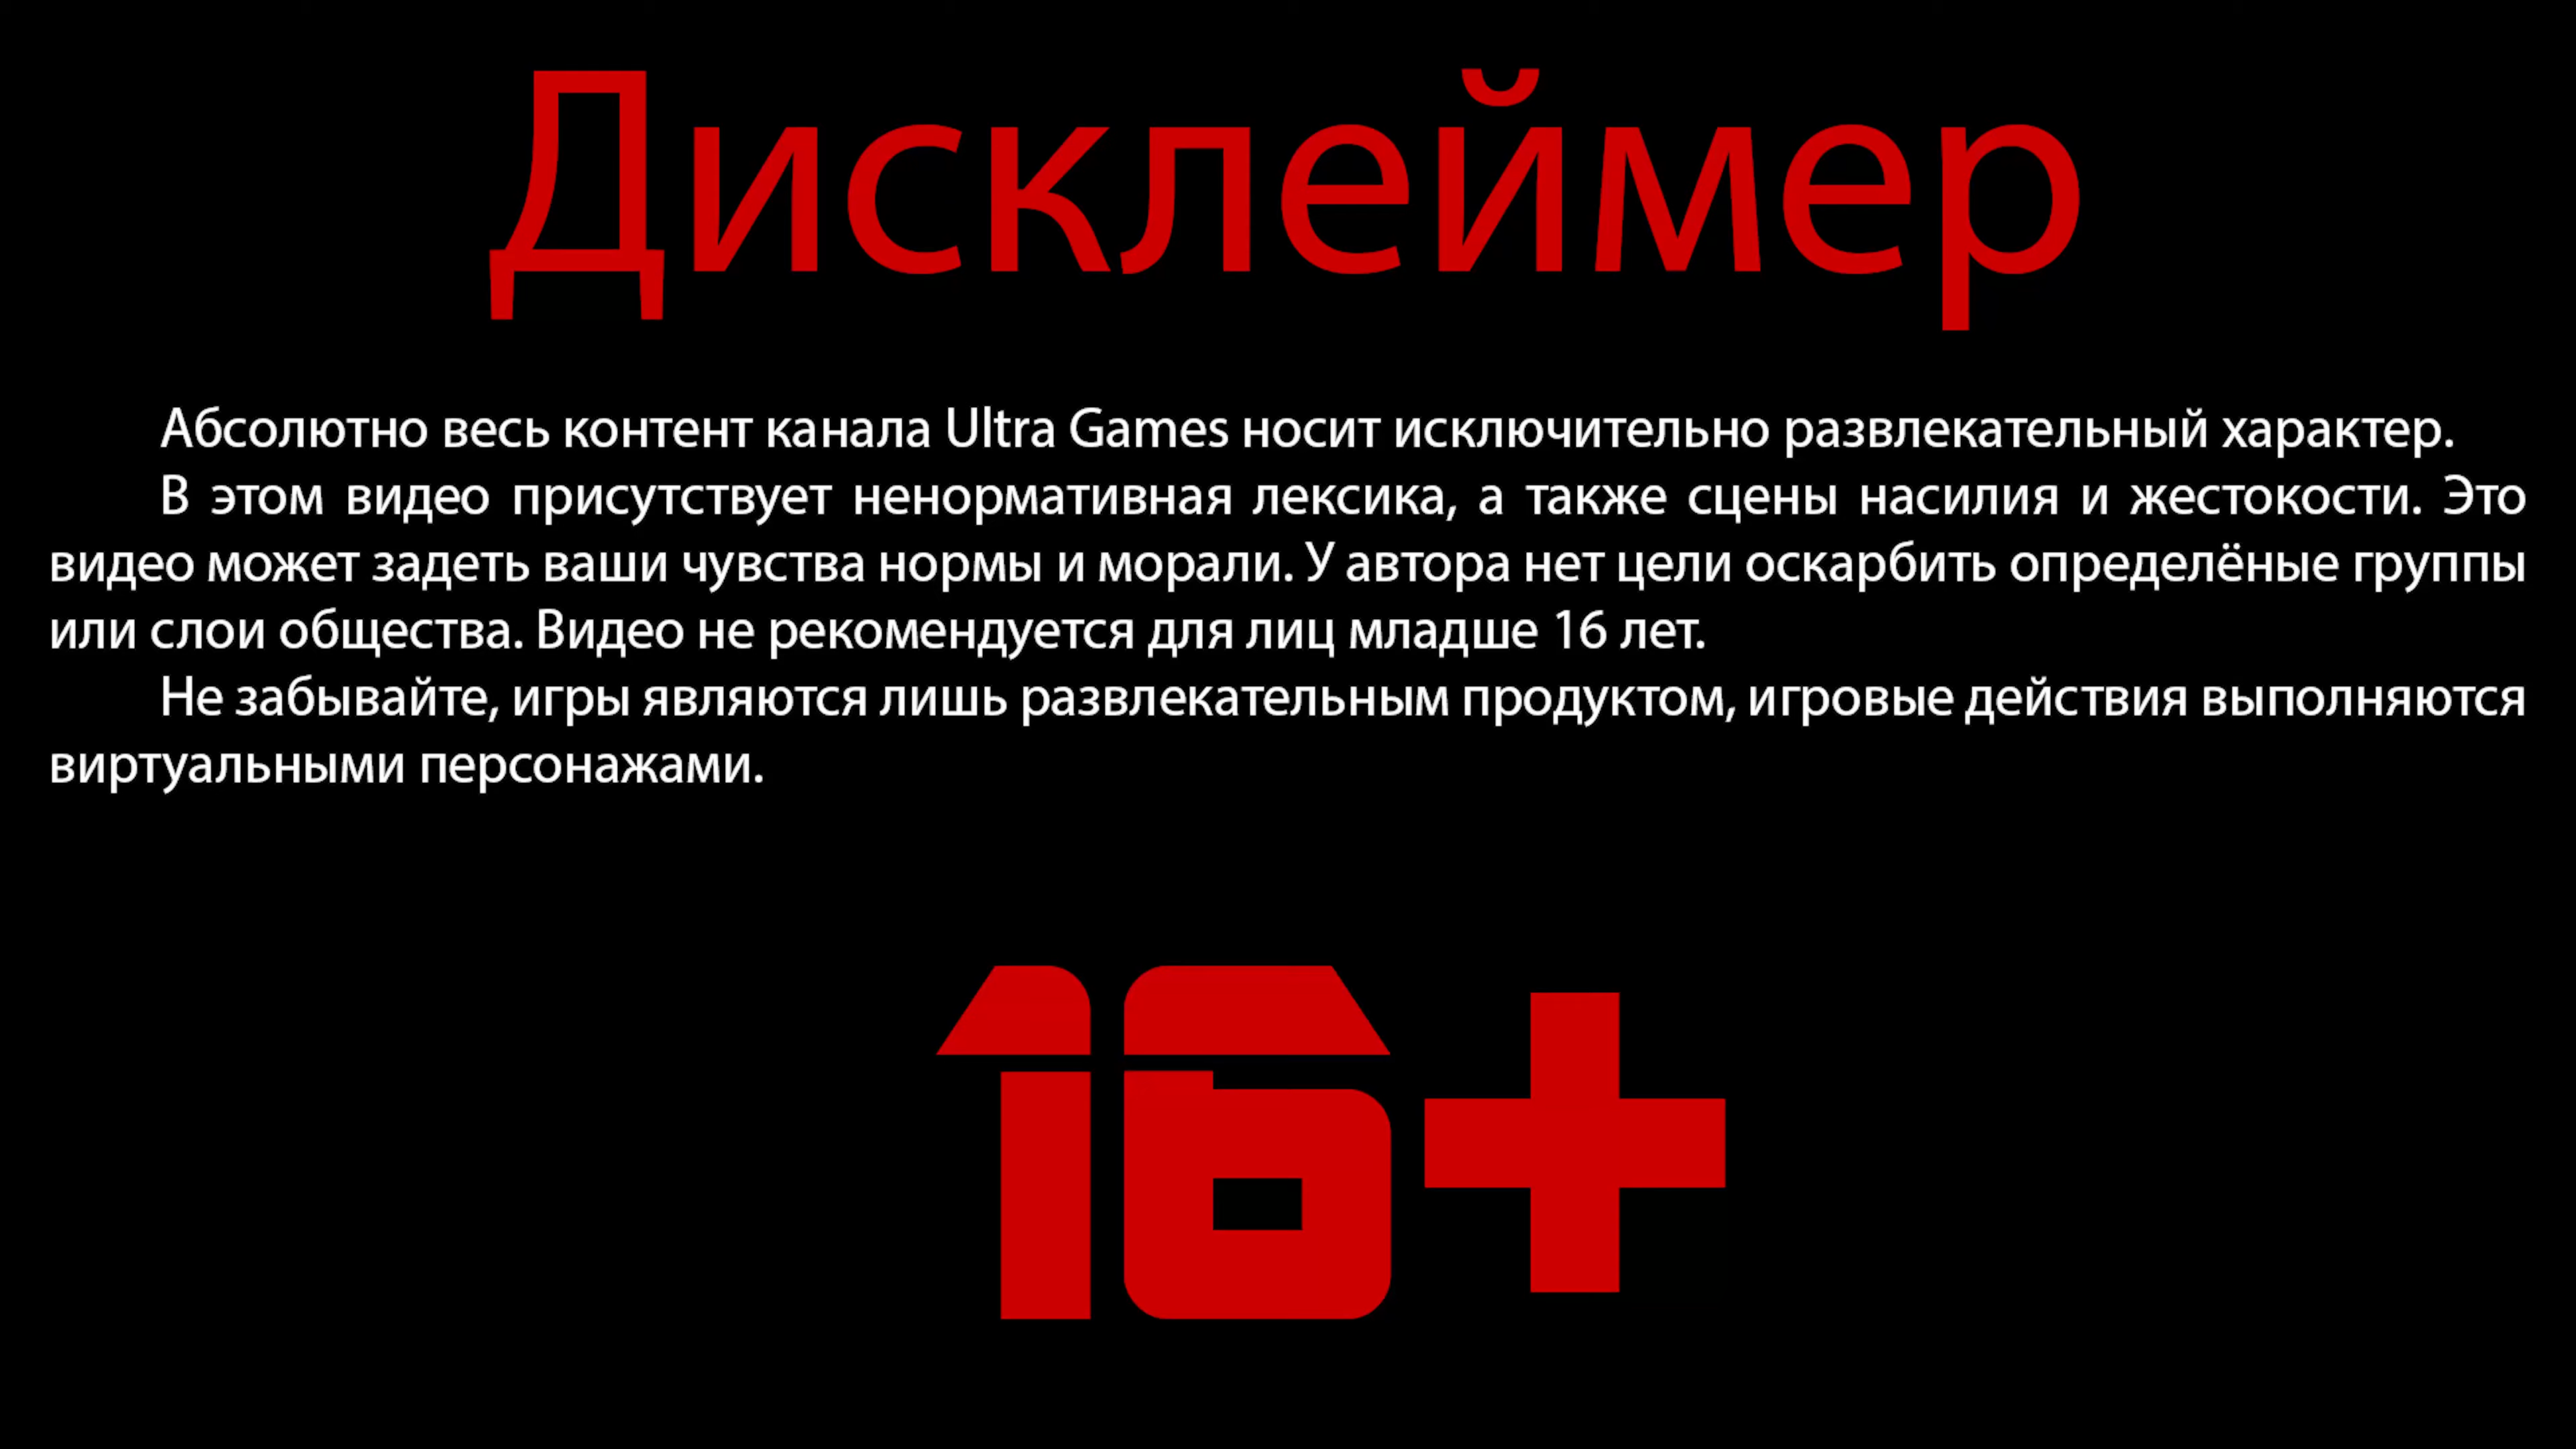 Дисклеймер
Абсолютно весь контент канала Ultra Games носит исключительно развлекательный характер.
В этом видео присутствует ненормативная лексика, а также сцены насилия и жестокости. Это
видео может задеть ваши чувства нормы и морали. У автора нет цели оскарбить определёные группы
или слои общества. Видео не рекомендуется для лиц младше 16 лет.
Не забывайте, игры являются лишь развлекательным продуктом, игровые действия выполняются
виртуальными персонажами.
16+